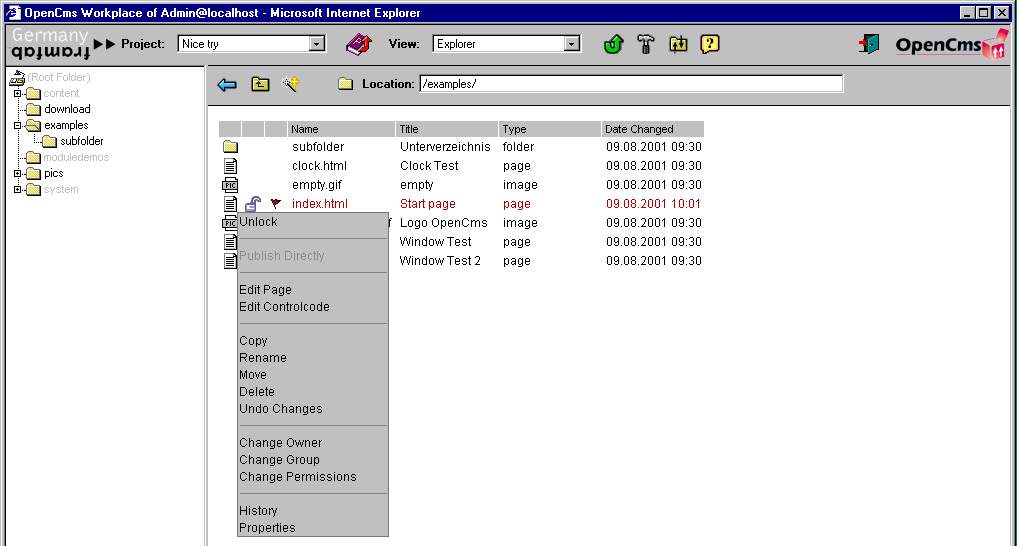 OpenCms Workplace of Admin@localhost - Microsoft Internet Explorer
Germany
framfab
Project: Nice try View: Explorer OpenCms
(Root Folder)
content
download
examples
subfolder
moduledemos
pics
system
Location: /examples/
Name Title Type Date Changed
subfolder Unterverzeichnis folder 09.08.2001 09:30
clock.html Clock Test page 09.08.2001 09:30
PIC empty.gif empty image 09.08.2001 09:30
index.html Start page page 09.08.2001 10:01
PIC f Logo OpenCms image 09.08.2001 09:30
Window Test page 09.08.2001 09:30
Window Test 2 page 09.08.2001 09:30
Unlock
Publish Directly
Edit Page
Edit Controlcode
Copy
Rename
Move
Delete
Undo Changes
Change Owner
Change Group
Change Permissions
History
Properties